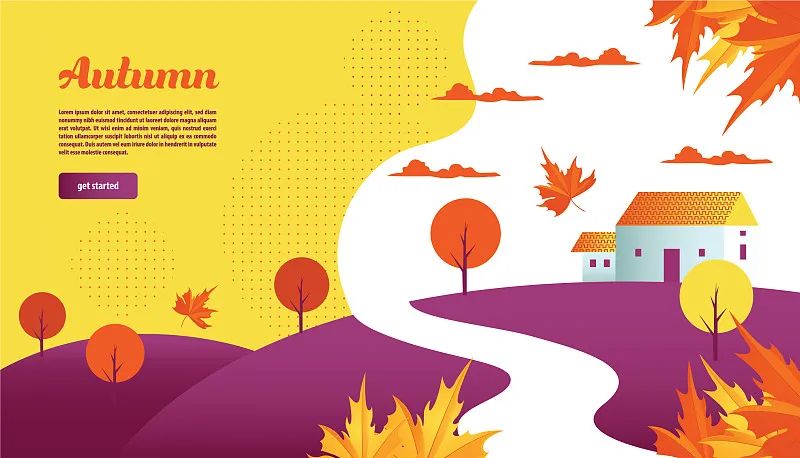 Autumn
lorem ipsum dolor sit amet, consectetuer adipiscing elit, sed diam
nonummy nibh euismod tincidunt ut laoreet dolore magna aliquam
erat volutpat. Ut wisi enim ad minim veniam, quis nostrud exerci
tation ullamcorper suscipit lobortis nisl ut aliquip ex ea commodo
consequat. Duis autem vel eum iriure dolor in hendrerit in vulputate
velit esse molestie consequat.
get started